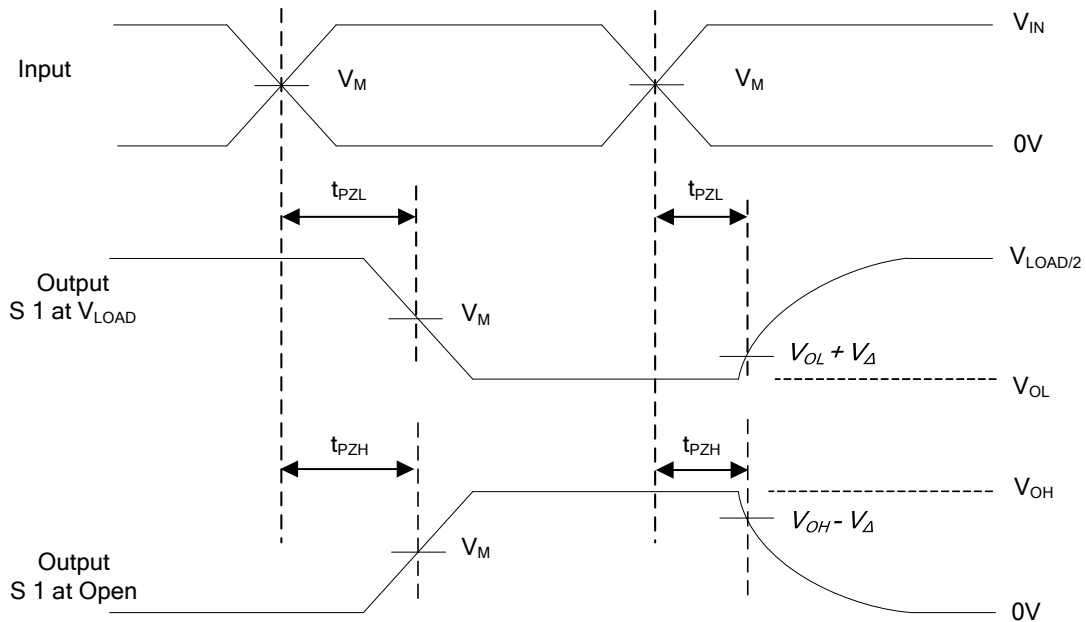 V_IN
Input
V_M
V_M
0V
t_PZL
t_PZL
V_LOAD/2
Output
S 1 at V_LOAD
V_M
V_OL + V_Δ
V_OL
t_PZH
t_PZH
V_OH
V_OH - V_Δ
V_M
Output
S 1 at Open
0V